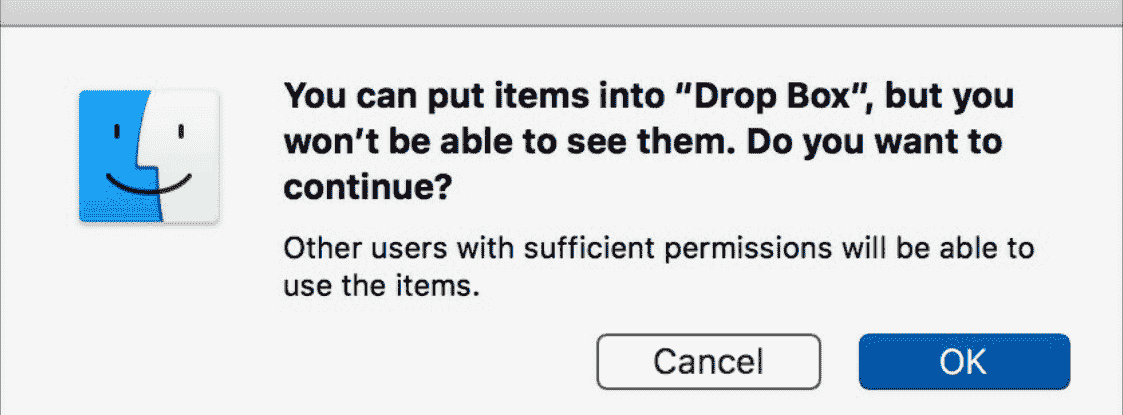 You can put items into “Drop Box”, but you
won’t be able to see them. Do you want to
continue?
Other users with sufficient permissions will be able to
use the items.
Cancel
OK